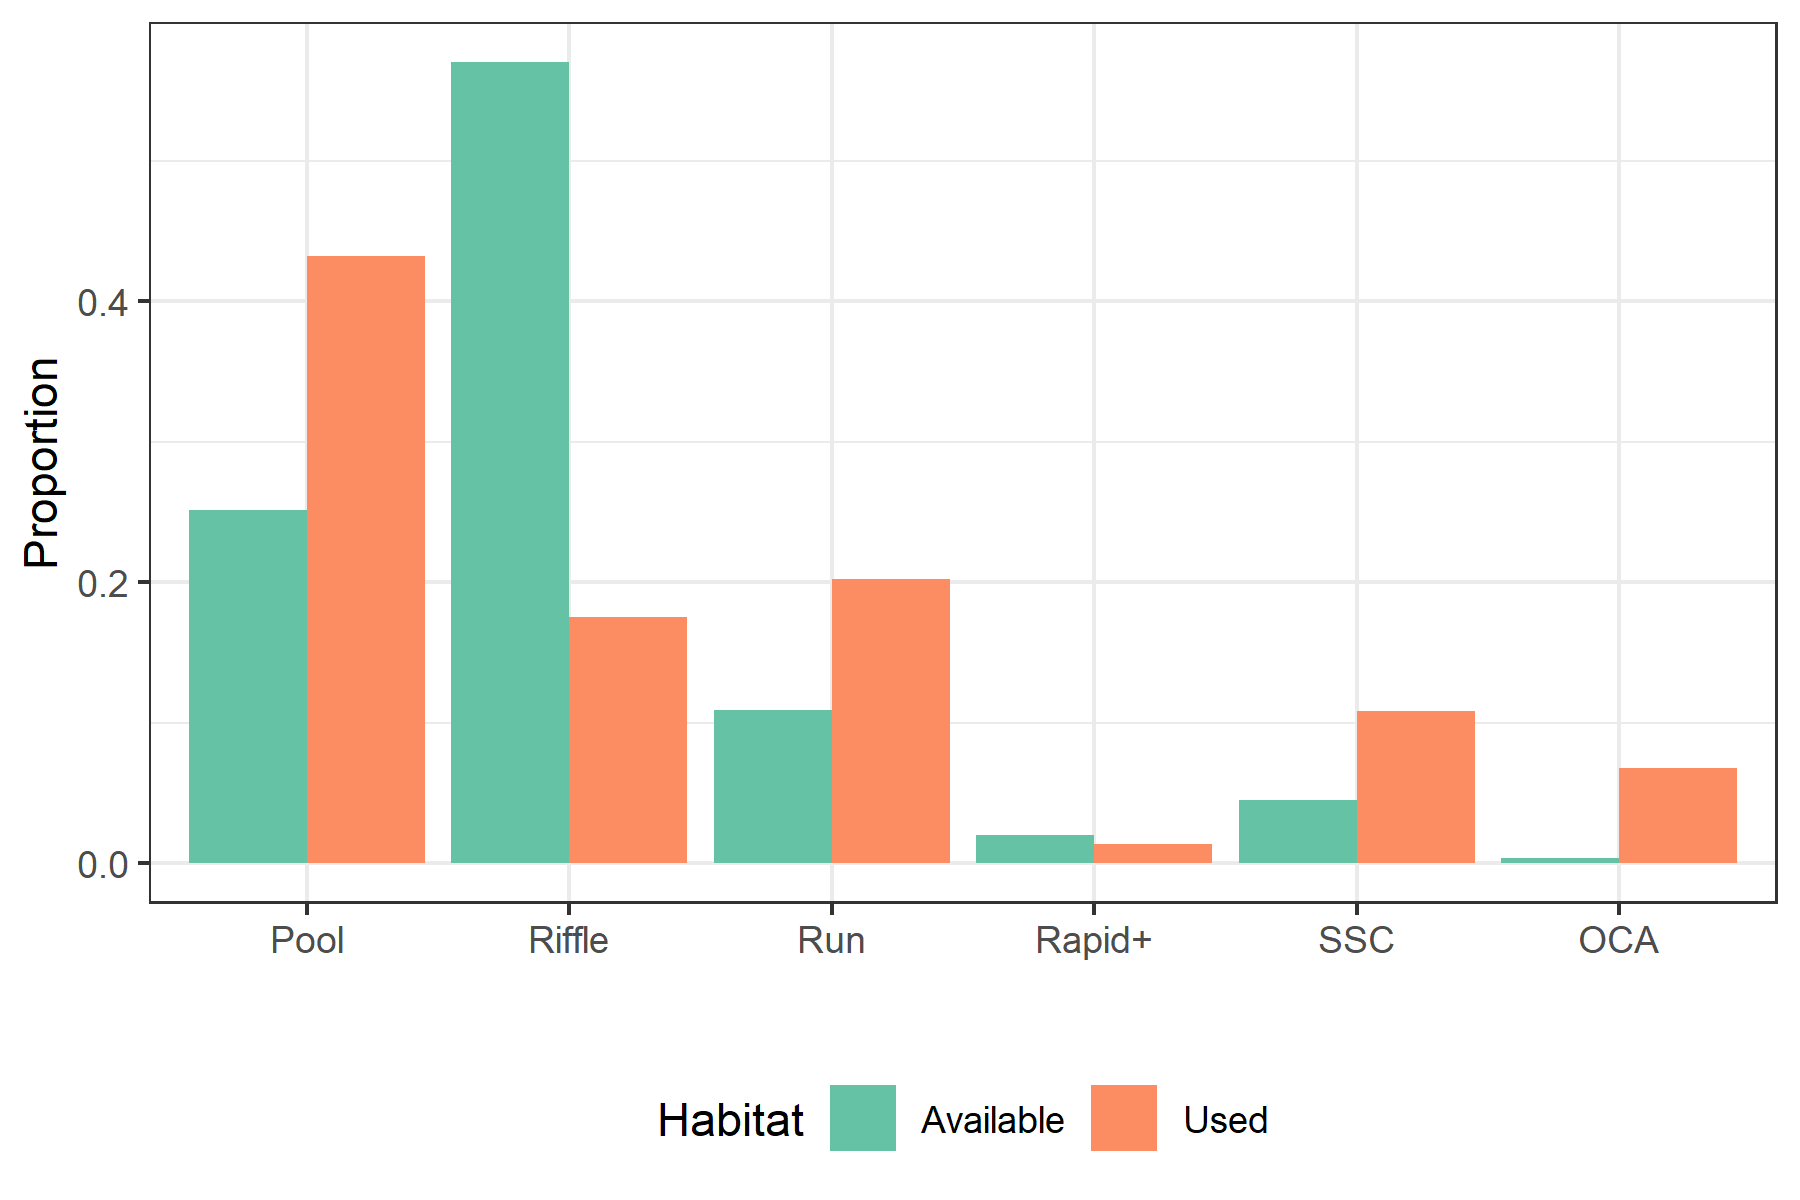 Proportion
0.4
0.2
0.0
Pool Riffle Run Rapid+ SSC OCA
Habitat Available Used